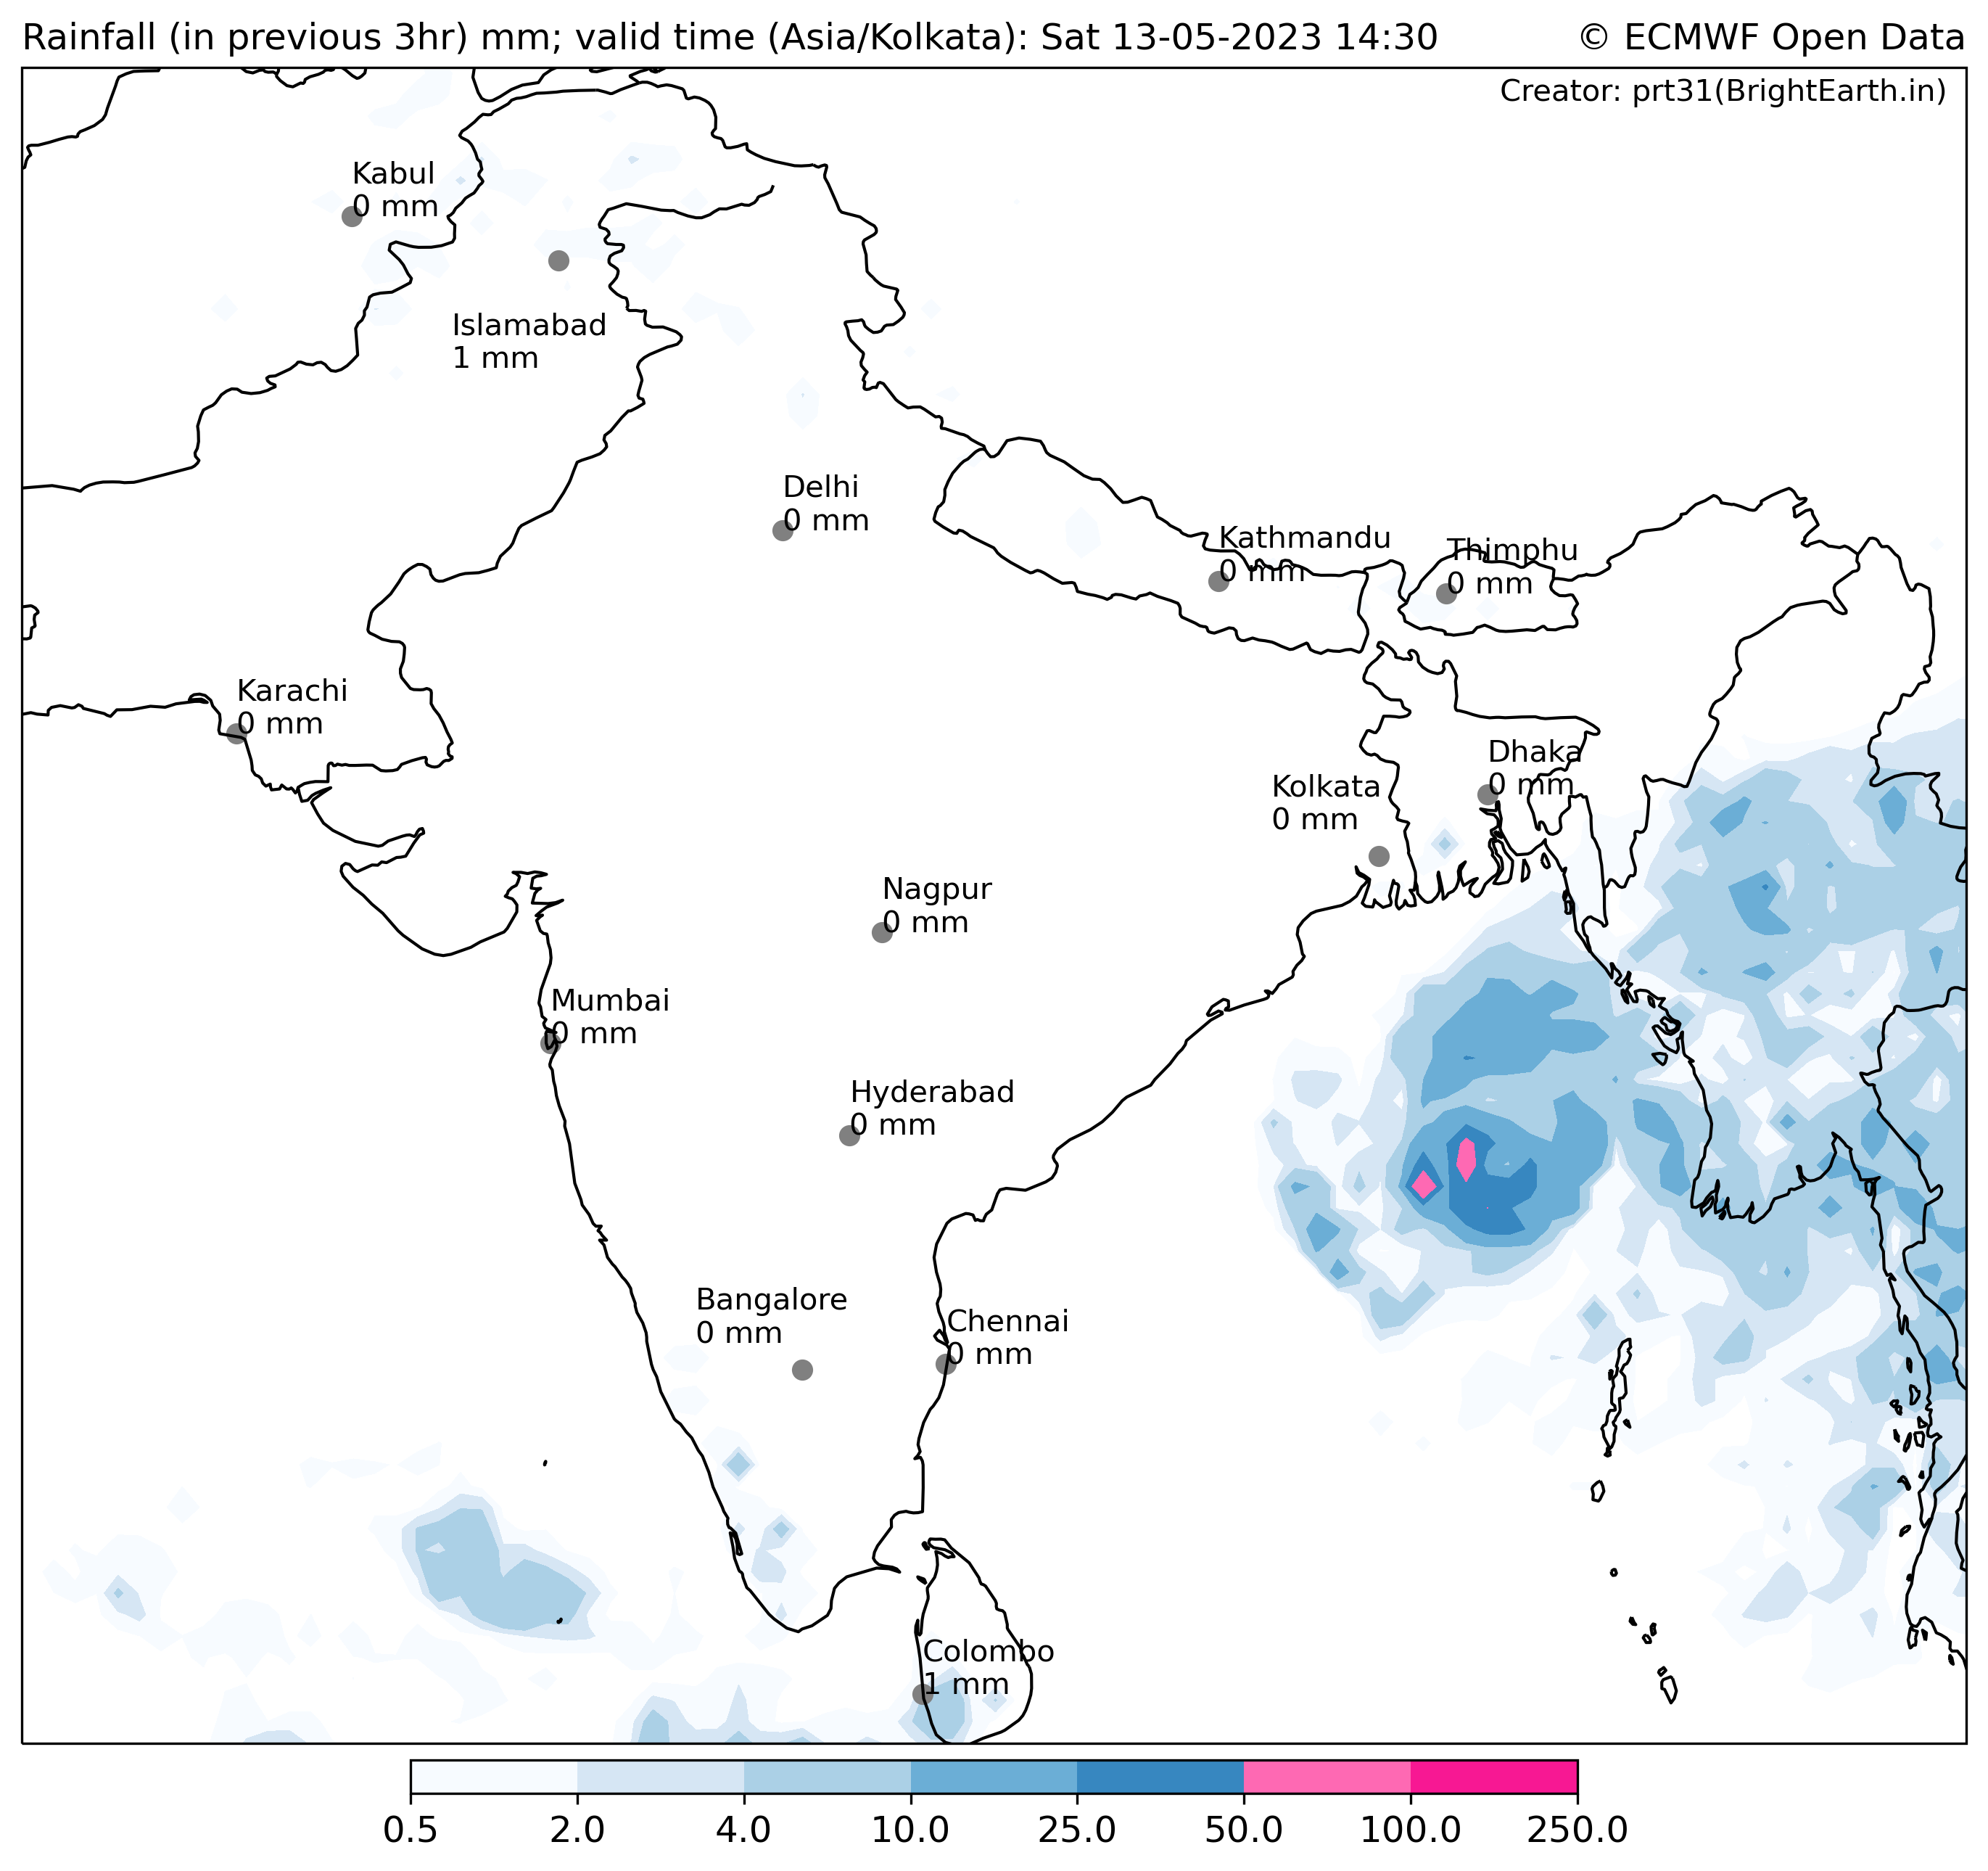 Rainfall (in previous 3hr) mm; valid time (Asia/Kolkata): Sat 13-05-2023 14:30
© ECMWF Open Data
Creator: prt31(BrightEarth.in)
Kabul
0 mm
Islamabad
1 mm
Delhi
0 mm
Kathmandu
0 mm
Thimphu
0 mm
Karachi
0 mm
Dhaka
0 mm
Kolkata
0 mm
Nagpur
0 mm
Mumbai
0 mm
Hyderabad
0 mm
Bangalore
0 mm
Chennai
0 mm
Colombo
1 mm
0.5 2.0 4.0 10.0 25.0 50.0 100.0 250.0